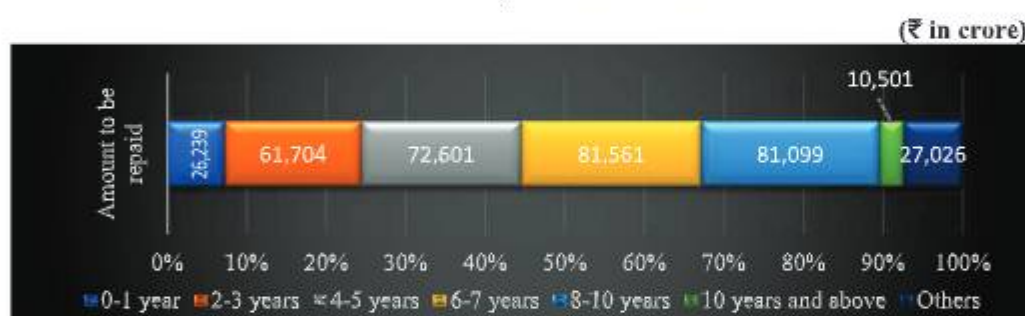 (₹ in crore)
10,501
Amount to be
repaid
26,239 61,704 72,601 81,561 81,099 27,026
0% 10% 20% 30% 40% 50% 60% 70% 80% 90% 100%
0-1 year 2-3 years 4-5 years 6-7 years 8-10 years 10 years and above Others